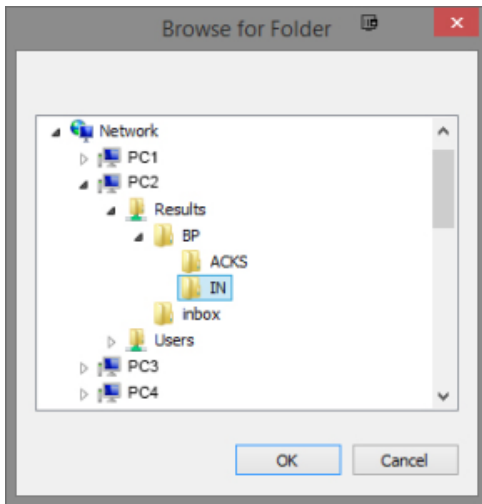 Browse for Folder
Network
PC1
PC2
Results
BP
ACKS
IN
inbox
Users
PC3
PC4
OK Cancel